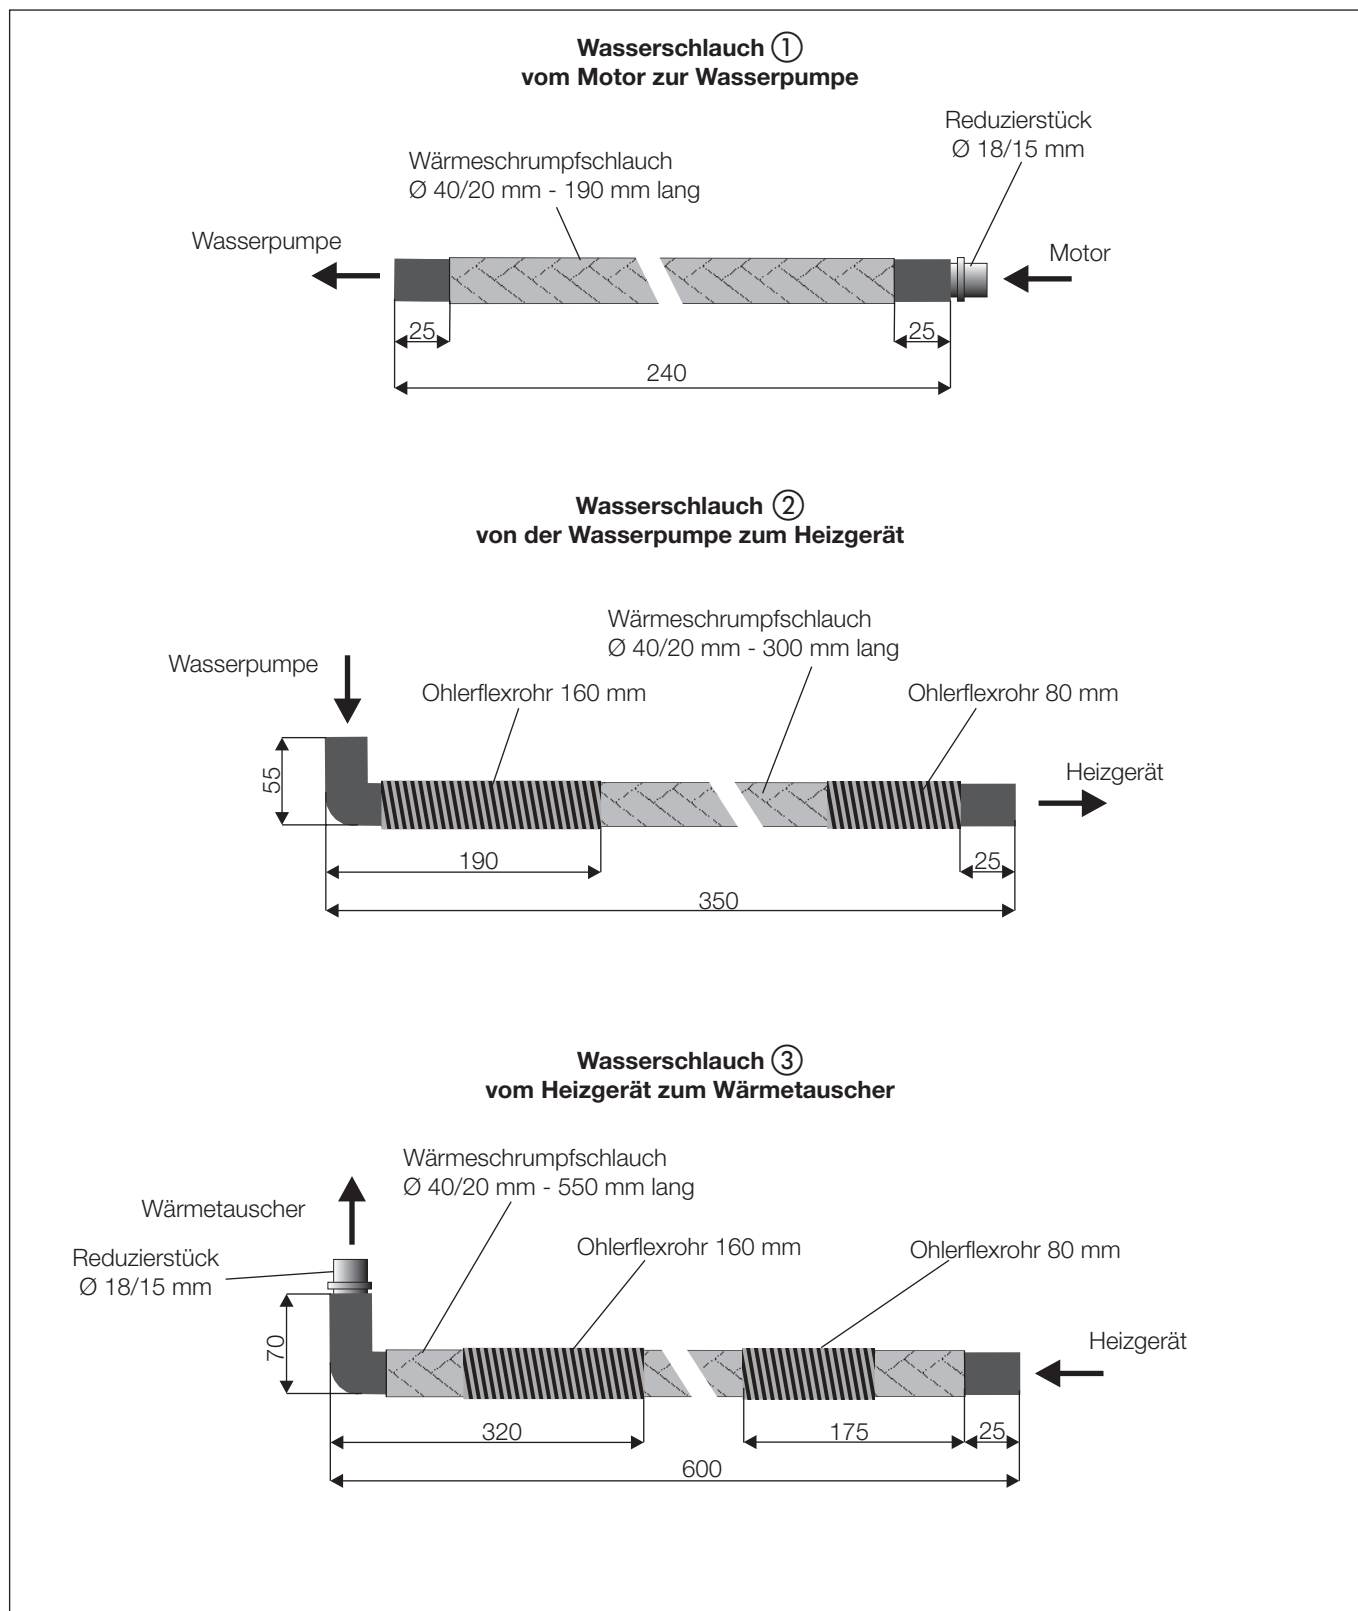 Wasserschlauch ①
vom Motor zur Wasserpumpe
Reduzierstück
Ø 18/15 mm
Wärmeschrumpfschlauch
Ø 40/20 mm - 190 mm lang
Wasserpumpe
Motor
25
25
240
Wasserschlauch ②
von der Wasserpumpe zum Heizgerät
Wärmeschrumpfschlauch
Ø 40/20 mm - 300 mm lang
Wasserpumpe
Ohlerflexrohr 160 mm
Ohlerflexrohr 80 mm
55
Heizgerät
190
25
350
Wasserschlauch ③
vom Heizgerät zum Wärmetauscher
Wärmeschrumpfschlauch
Ø 40/20 mm - 550 mm lang
Wärmetauscher
Reduzierstück
Ø 18/15 mm
Ohlerflexrohr 160 mm
Ohlerflexrohr 80 mm
70
Heizgerät
320
175
25
600